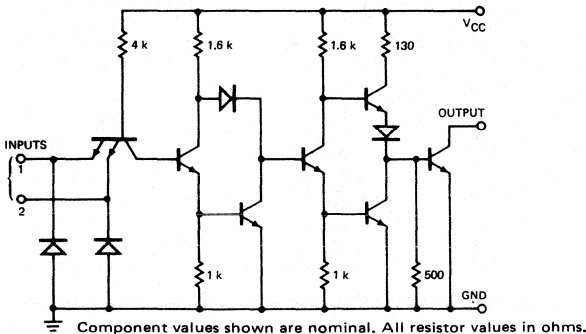 VCC
4 k
1.6 k
1.6 k
130
OUTPUT
INPUTS
1
2
1 k
1 k
500
GND
Component values shown are nominal. All resistor values in ohms.